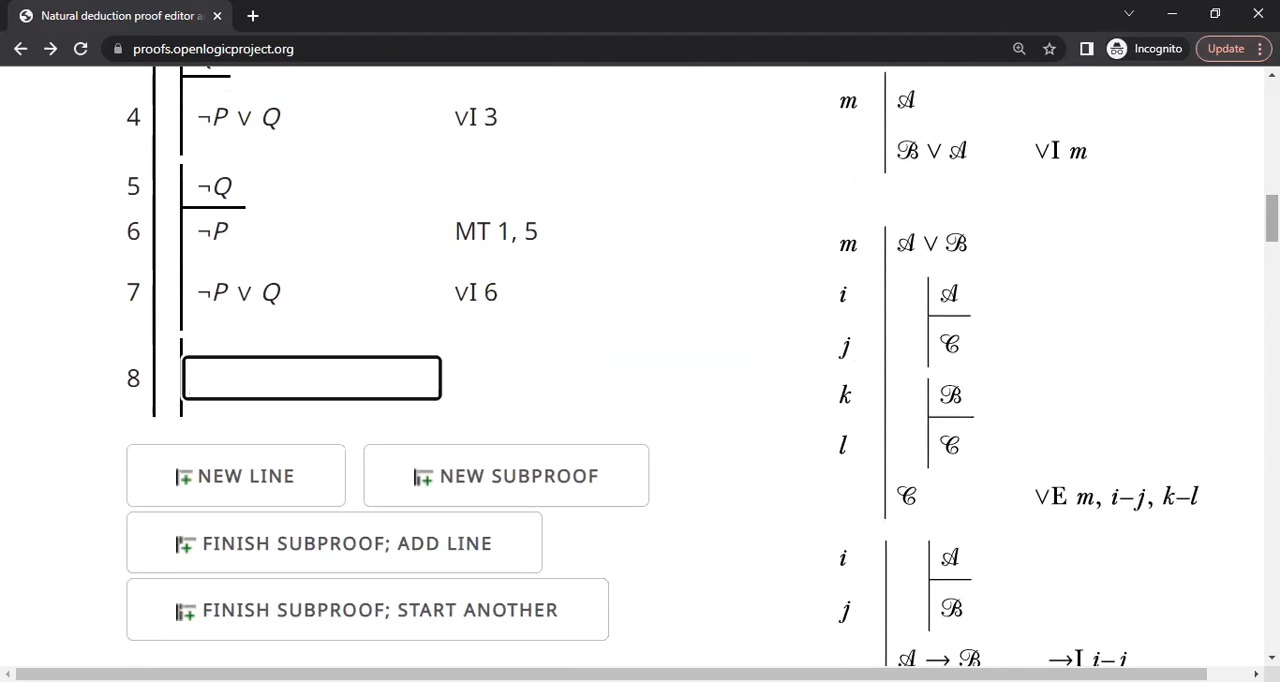 Natural deduction proof editor a
proofs.openlogicproject.org
Incognito
Update
4 ¬P ∨ Q ∨I 3
5 ¬Q
6 ¬P MT 1, 5
7 ¬P ∨ Q ∨I 6
8
NEW LINE
NEW SUBPROOF
FINISH SUBPROOF; ADD LINE
FINISH SUBPROOF; START ANOTHER
m 𝒜
ℬ ∨ 𝒜 ∨I m
m 𝒜 ∨ ℬ
i 𝒜
j 𝒞
k ℬ
l 𝒞
𝒞 ∨E m, i–j, k–l
i 𝒜
j ℬ
𝒜 → ℬ →I i–j